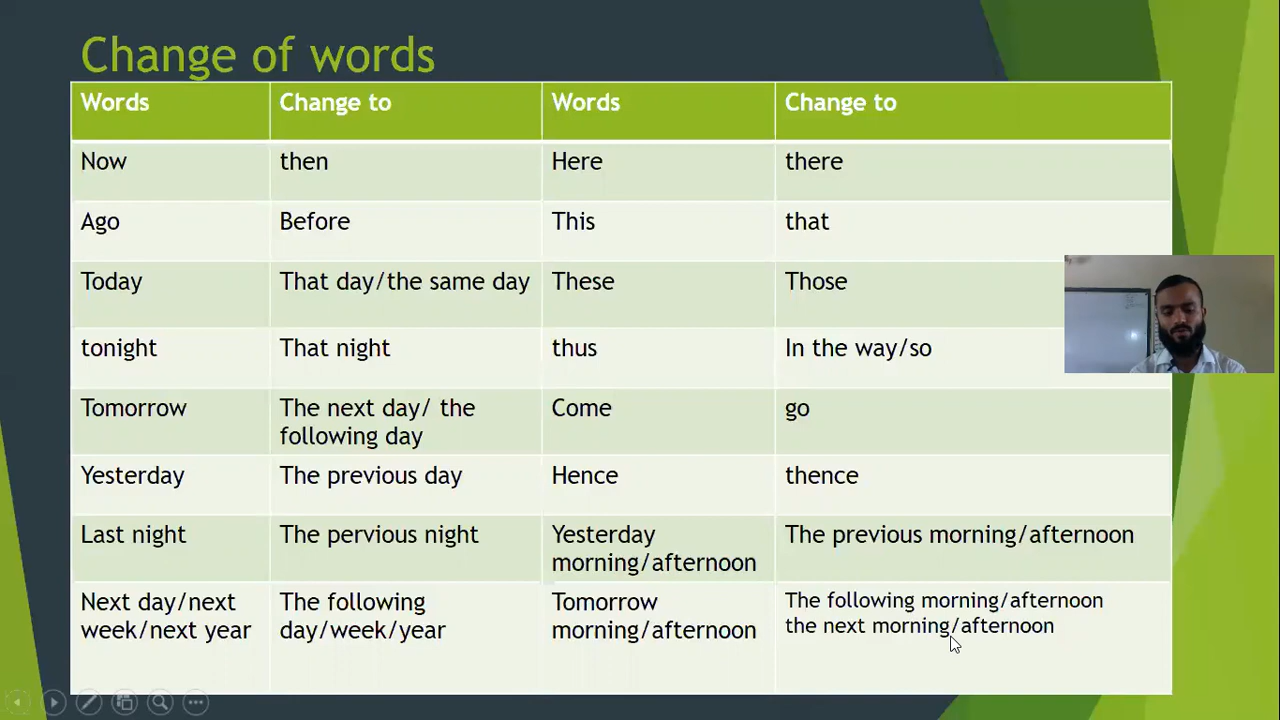 Change of words
Words Change to Words Change to
Now then Here there
Ago Before This that
Today That day/the same day These Those
tonight That night thus In the way/so
Tomorrow The next day/ the Come go
following day
Yesterday The previous day Hence thence
Last night The pervious night Yesterday The previous morning/afternoon
morning/afternoon
Next day/next The following Tomorrow The following morning/afternoon
week/next year day/week/year morning/afternoon the next morning/afternoon